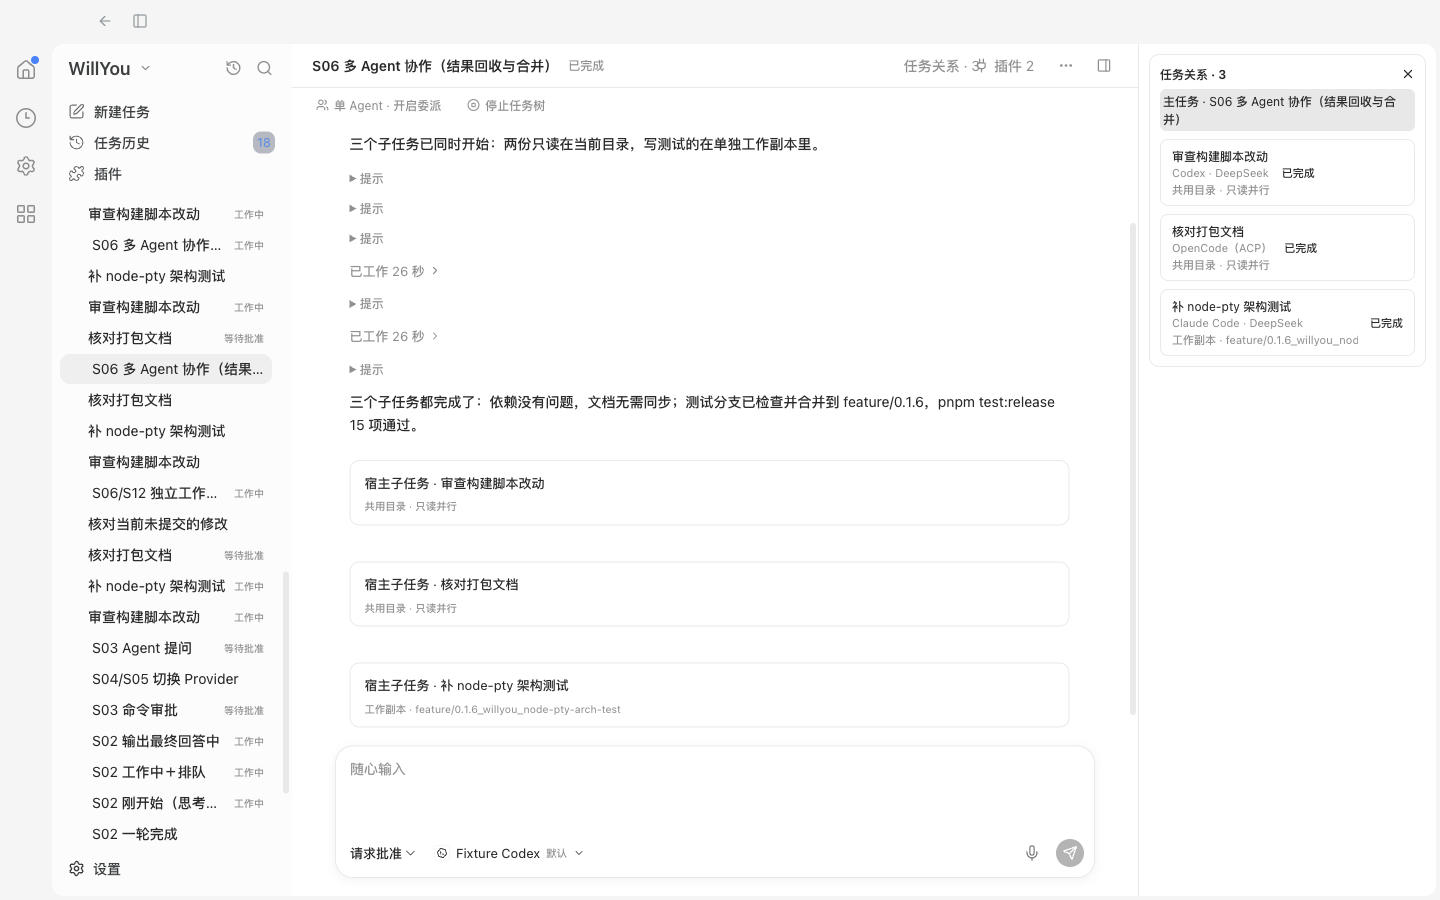 WillYou
新建任务
任务历史
18
插件
审查构建脚本改动 工作中
S06 多 Agent 协作... 工作中
补 node-pty 架构测试
审查构建脚本改动 工作中
核对打包文档 等待批准
S06 多 Agent 协作（结果...
核对打包文档
补 node-pty 架构测试
审查构建脚本改动
S06/S12 独立工作... 工作中
核对当前未提交的修改
核对打包文档 等待批准
补 node-pty 架构测试 工作中
审查构建脚本改动 工作中
S03 Agent 提问 等待批准
S04/S05 切换 Provider
S03 命令审批 等待批准
S02 输出最终回答中 工作中
S02 工作中＋排队 工作中
S02 刚开始（思考... 工作中
S02 一轮完成
设置
S06 多 Agent 协作（结果回收与合并） 已完成
任务关系 · 3 插件 2
单 Agent · 开启委派 停止任务树
三个子任务已同时开始：两份只读在当前目录，写测试的在单独工作副本里。
提示
提示
提示
已工作 26 秒
提示
已工作 26 秒
提示
三个子任务都完成了：依赖没有问题，文档无需同步；测试分支已检查并合并到 feature/0.1.6，pnpm test:release
15 项通过。
宿主子任务 · 审查构建脚本改动
共用目录 · 只读并行
宿主子任务 · 核对打包文档
共用目录 · 只读并行
宿主子任务 · 补 node-pty 架构测试
工作副本 · feature/0.1.6_willyou_node-pty-arch-test
随心输入
请求批准 Fixture Codex 默认
任务关系 · 3
主任务 · S06 多 Agent 协作（结果回收与合
并）
审查构建脚本改动
Codex · DeepSeek 已完成
共用目录 · 只读并行
核对打包文档
OpenCode（ACP） 已完成
共用目录 · 只读并行
补 node-pty 架构测试
Claude Code · DeepSeek 已完成
工作副本 · feature/0.1.6_willyou_nod